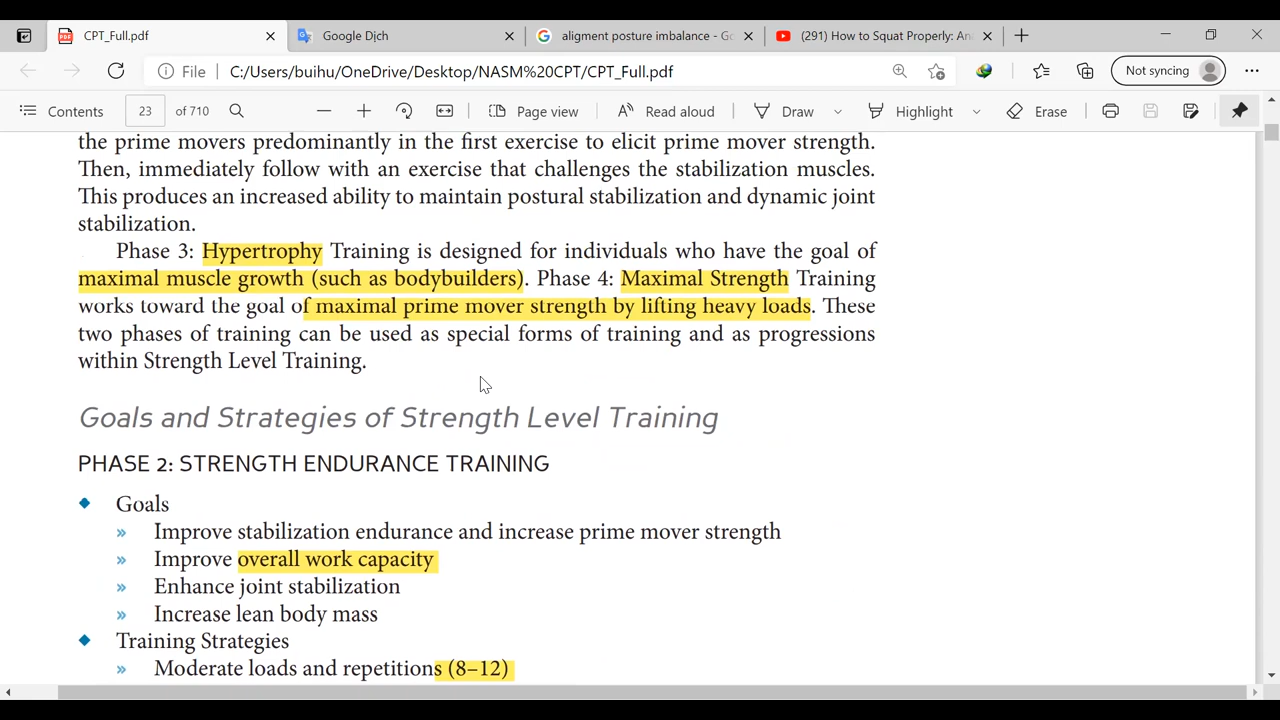 CPT_Full.pdf
Google Dịch
aligment posture imbalance - Go
(291) How to Squat Properly: An
File C:/Users/buihu/OneDrive/Desktop/NASM%20CPT/CPT_Full.pdf
Not syncing
Contents 23 of 710 Page view Read aloud Draw Highlight Erase
the prime movers predominantly in the first exercise to elicit prime mover strength.
Then, immediately follow with an exercise that challenges the stabilization muscles.
This produces an increased ability to maintain postural stabilization and dynamic joint
stabilization.
Phase 3: Hypertrophy Training is designed for individuals who have the goal of
maximal muscle growth (such as bodybuilders). Phase 4: Maximal Strength Training
works toward the goal of maximal prime mover strength by lifting heavy loads. These
two phases of training can be used as special forms of training and as progressions
within Strength Level Training.
Goals and Strategies of Strength Level Training
PHASE 2: STRENGTH ENDURANCE TRAINING
◆ Goals
» Improve stabilization endurance and increase prime mover strength
» Improve overall work capacity
» Enhance joint stabilization
» Increase lean body mass
◆ Training Strategies
» Moderate loads and repetitions (8–12)